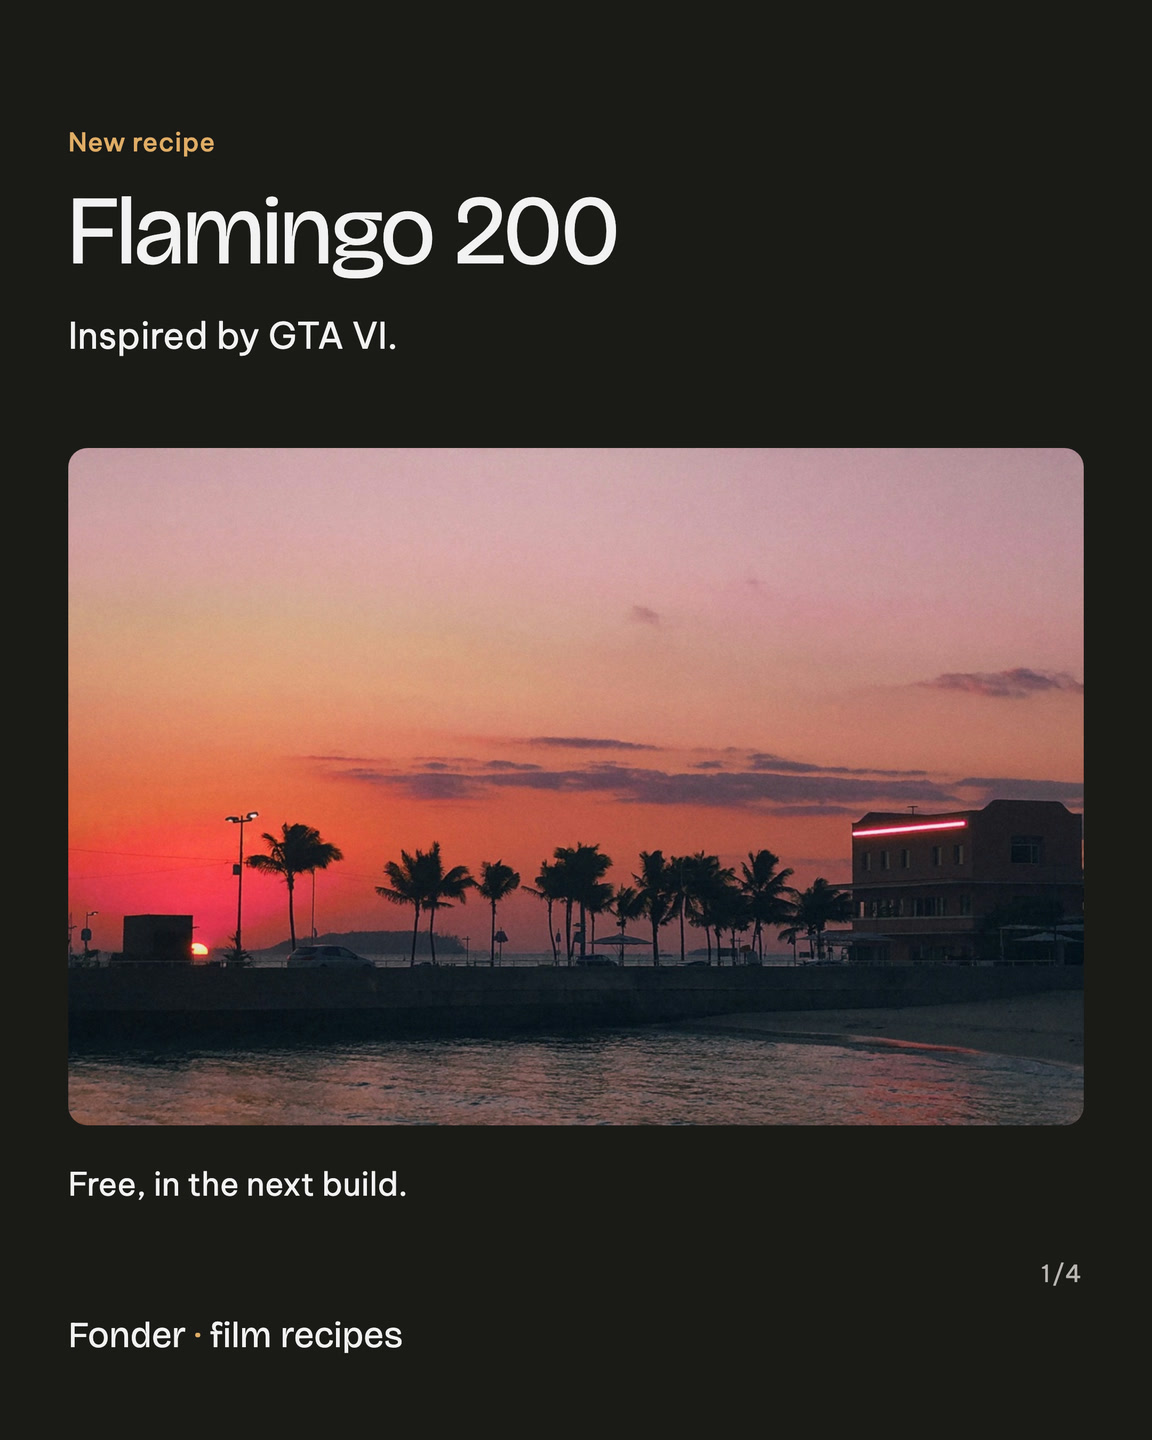 New recipe
Flamingo 200
Inspired by GTA VI.
Free, in the next build.
1/4
Fonder · film recipes